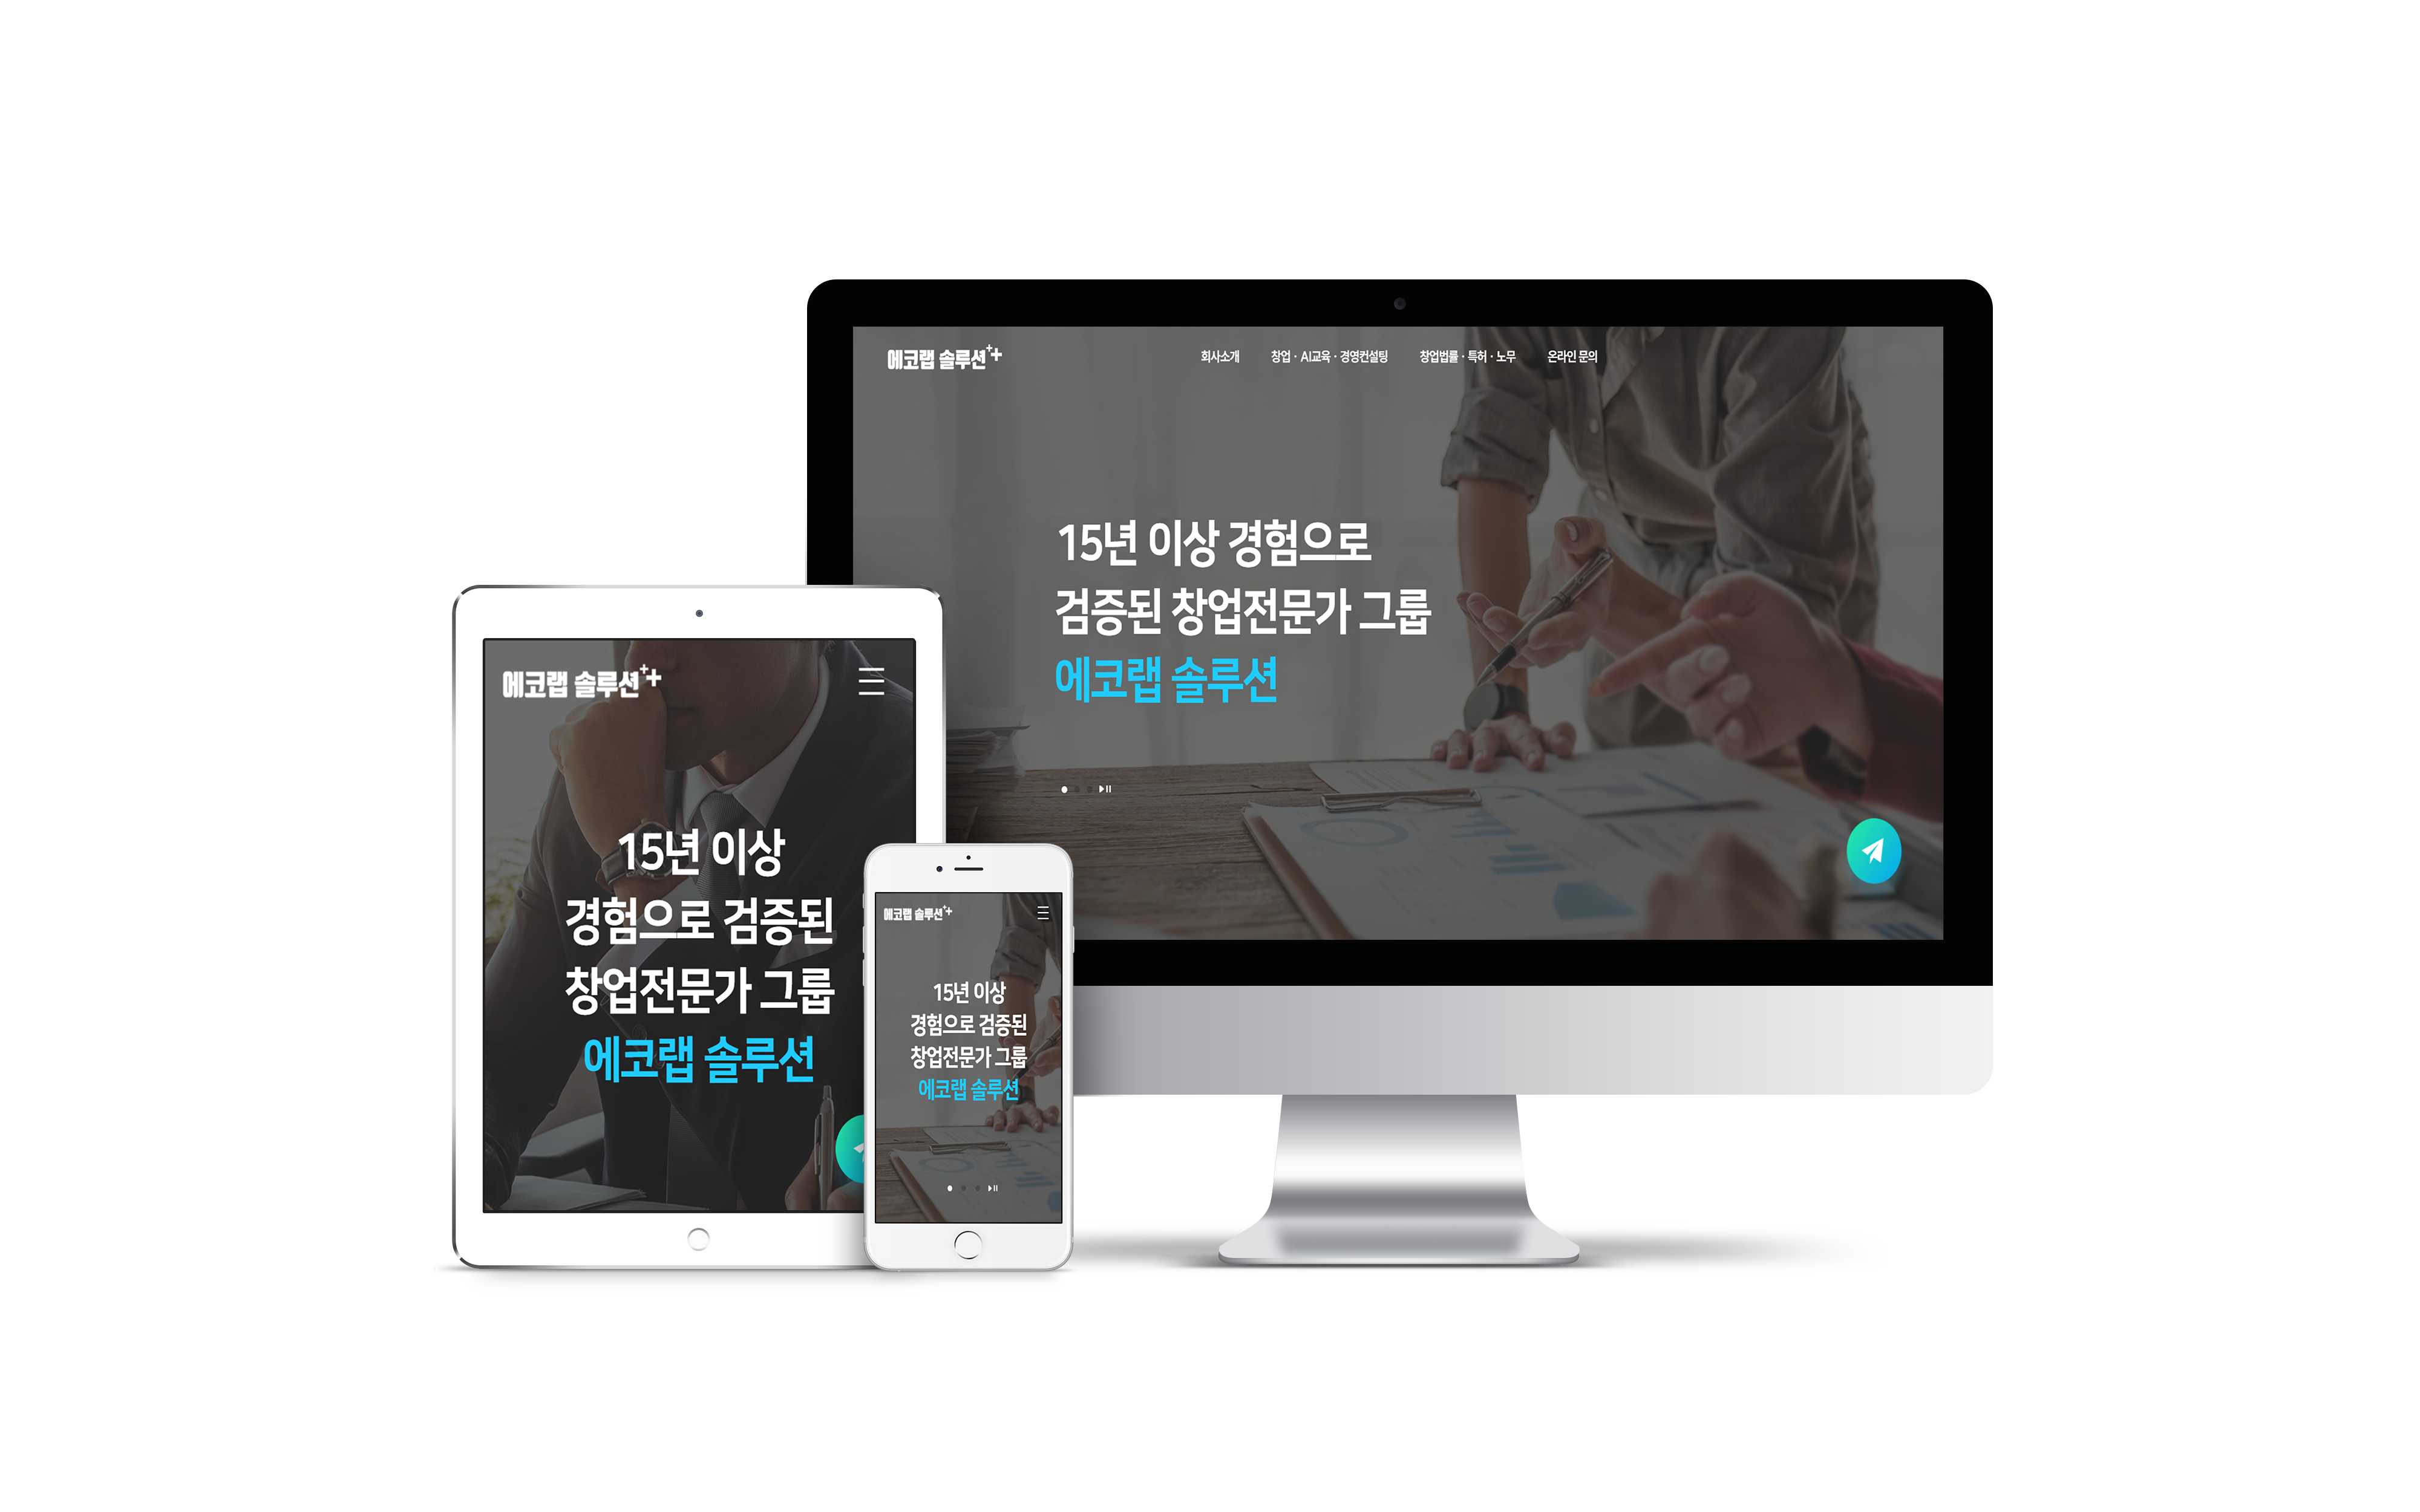 에코랩 솔루션++
회사소개 창업 · AI교육 · 경영컨설팅 창업법률 · 특허 · 노무 온라인 문의
15년 이상 경험으로
검증된 창업전문가 그룹
에코랩 솔루션
에코랩 솔루션++
15년 이상
경험으로 검증된
창업전문가 그룹
에코랩 솔루션
에코랩 솔루션++
15년 이상
경험으로 검증된
창업전문가 그룹
에코랩 솔루션